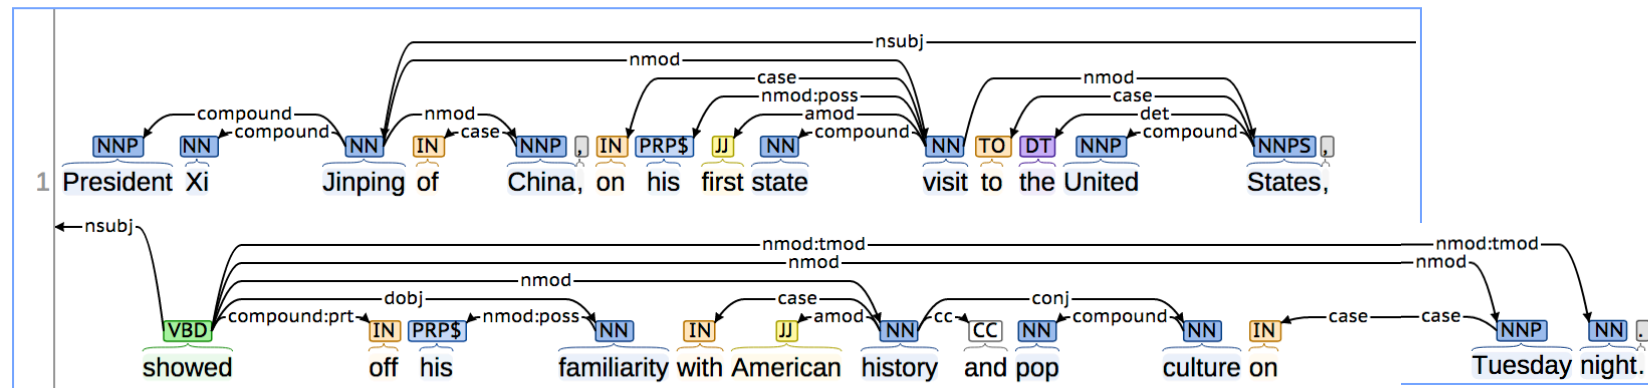 nsubj
nmod
case nmod
nmod:poss case
compound nmod amod det
compound case compound compound
NNP NN NN IN NNP , IN PRP$ JJ NN NN TO DT NNP NNPS ,
1 President Xi Jinping of China, on his first state visit to the United States,
nsubj
nmod:tmod nmod:tmod
nmod nmod
nmod
dobj case conj
compound:prt nmod:poss amod cc compound case case
VBD IN PRP$ NN IN JJ NN CC NN NN IN NNP NN .
showed off his familiarity with American history and pop culture on Tuesday night.